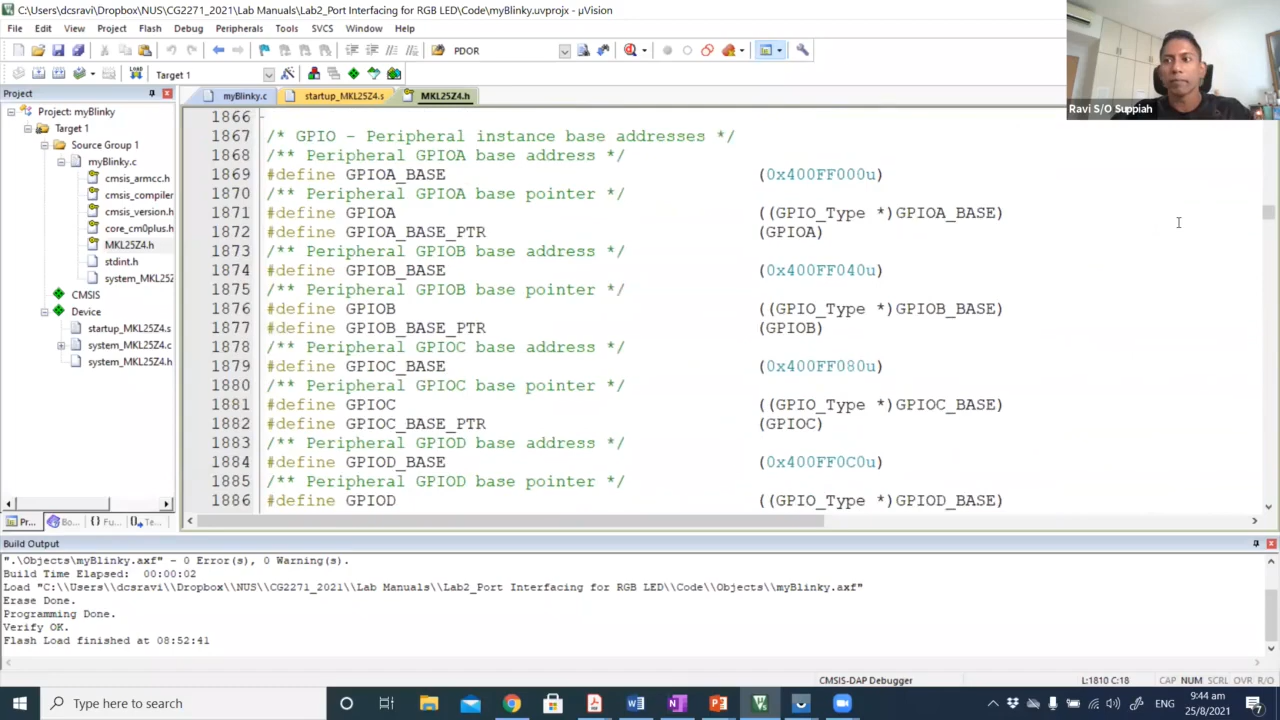 C:\Users\dcsravi\Dropbox\NUS\CG2271_2021\Lab Manuals\Lab2_Port Interfacing for RGB LED\Code\myBlinky.uvprojx - µVision
File Edit View Project Flash Debug Peripherals Tools SVCS Window Help
PDOR
Target 1
Ravi S/O Suppiah
Project
Project: myBlinky
Target 1
Source Group 1
myBlinky.c
cmsis_armcc.h
cmsis_compiler
cmsis_version.h
core_cm0plus.h
MKL25Z4.h
stdint.h
system_MKL25Z
CMSIS
Device
startup_MKL25Z4.s
system_MKL25Z4.c
system_MKL25Z4.h
Pr... Bo... {} Fu... Te...
myBlinky.c startup_MKL25Z4.s MKL25Z4.h
1866
1867 /* GPIO - Peripheral instance base addresses */
1868 /** Peripheral GPIOA base address */
1869 #define GPIOA_BASE (0x400FF000u)
1870 /** Peripheral GPIOA base pointer */
1871 #define GPIOA ((GPIO_Type *)GPIOA_BASE)
1872 #define GPIOA_BASE_PTR (GPIOA)
1873 /** Peripheral GPIOB base address */
1874 #define GPIOB_BASE (0x400FF040u)
1875 /** Peripheral GPIOB base pointer */
1876 #define GPIOB ((GPIO_Type *)GPIOB_BASE)
1877 #define GPIOB_BASE_PTR (GPIOB)
1878 /** Peripheral GPIOC base address */
1879 #define GPIOC_BASE (0x400FF080u)
1880 /** Peripheral GPIOC base pointer */
1881 #define GPIOC ((GPIO_Type *)GPIOC_BASE)
1882 #define GPIOC_BASE_PTR (GPIOC)
1883 /** Peripheral GPIOD base address */
1884 #define GPIOD_BASE (0x400FF0C0u)
1885 /** Peripheral GPIOD base pointer */
1886 #define GPIOD ((GPIO_Type *)GPIOD_BASE)
Build Output
".\Objects\myBlinky.axf" - 0 Error(s), 0 Warning(s).
Build Time Elapsed: 00:00:02
Load "C:\\Users\\dcsravi\\Dropbox\\NUS\\CG2271_2021\\Lab Manuals\\Lab2_Port Interfacing for RGB LED\\Code\\Objects\\myBlinky.axf"
Erase Done.
Programming Done.
Verify OK.
Flash Load finished at 08:52:41
CMSIS-DAP Debugger L:1810 C:18 CAP NUM SCRL OVR R/O
Type here to search
ENG
9:44 am
25/8/2021
7